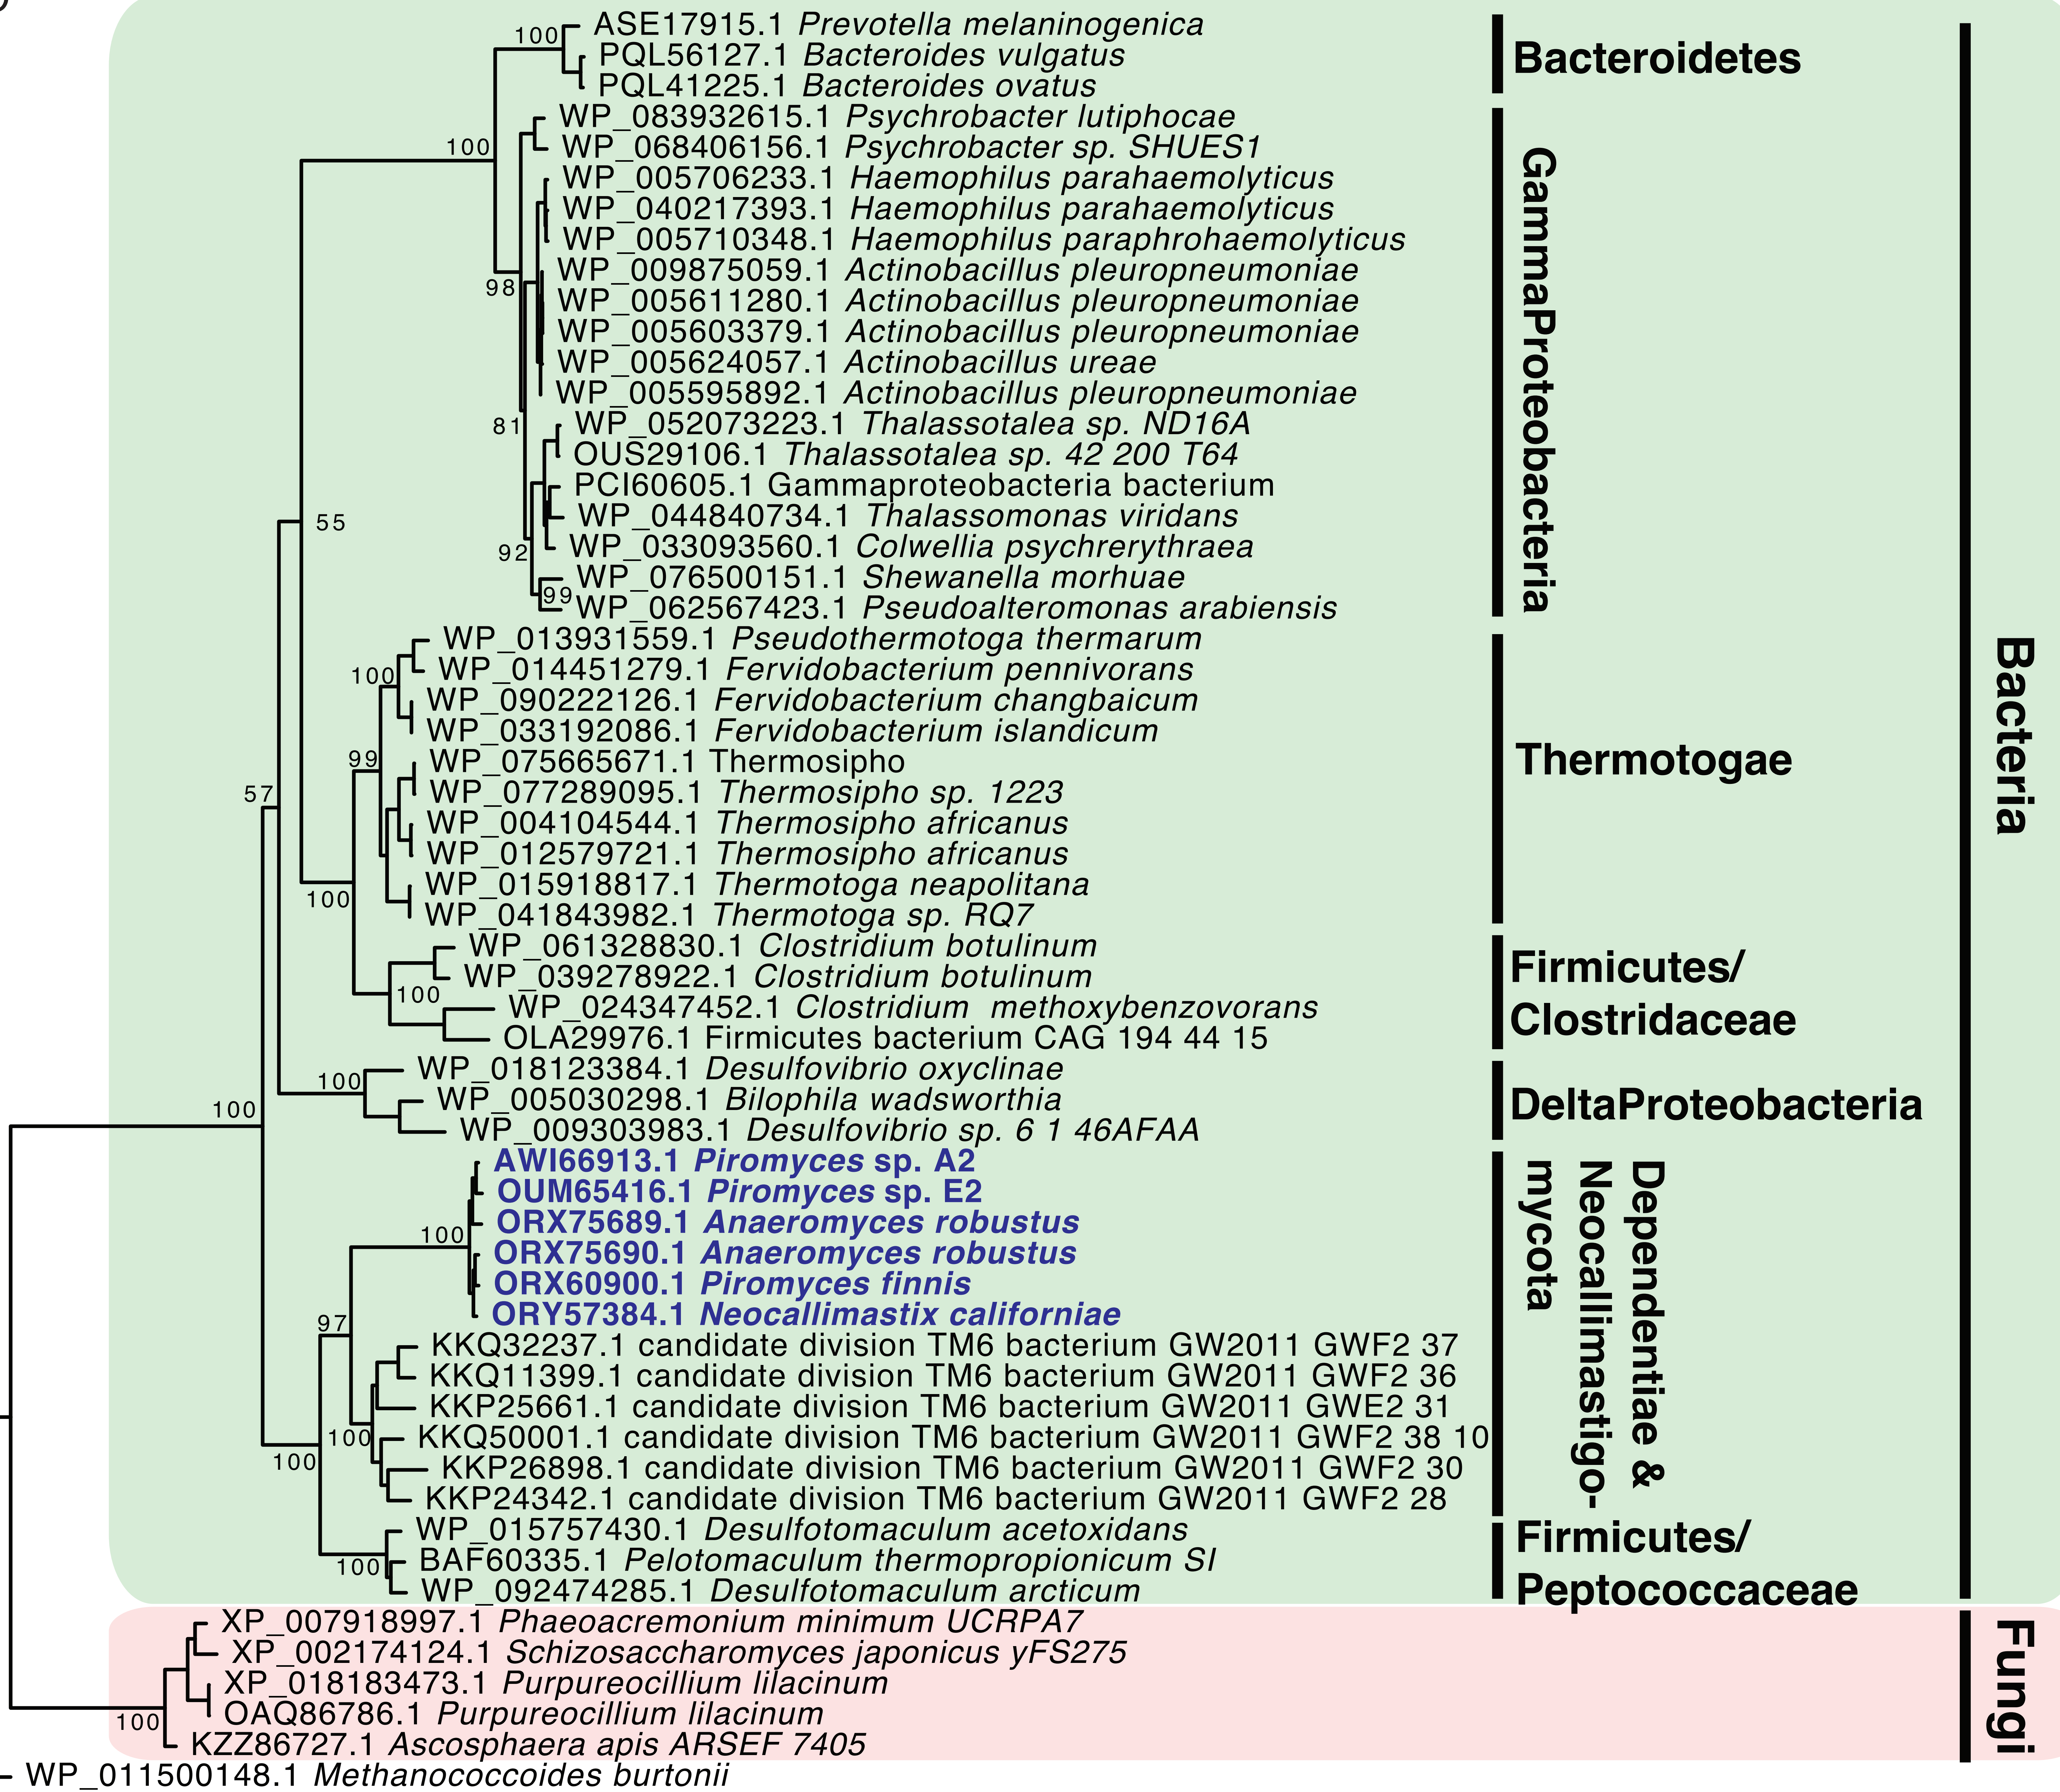 100
ASE17915.1 Prevotella melaninogenica
PQL56127.1 Bacteroides vulgatus
PQL41225.1 Bacteroides ovatus
Bacteroidetes
100
98
WP_083932615.1 Psychrobacter lutiphocae
WP_068406156.1 Psychrobacter sp. SHUES1
WP_005706233.1 Haemophilus parahaemolyticus
WP_040217393.1 Haemophilus parahaemolyticus
WP_005710348.1 Haemophilus paraphrohaemolyticus
WP_009875059.1 Actinobacillus pleuropneumoniae
WP_005611280.1 Actinobacillus pleuropneumoniae
WP_005603379.1 Actinobacillus pleuropneumoniae
WP_005624057.1 Actinobacillus ureae
WP_005595892.1 Actinobacillus pleuropneumoniae
81
WP_052073223.1 Thalassotalea sp. ND16A
OUS29106.1 Thalassotalea sp. 42 200 T64
PCI60605.1 Gammaproteobacteria bacterium
WP_044840734.1 Thalassomonas viridans
WP_033093560.1 Colwellia psychrerythraea
92
WP_076500151.1 Shewanella morhuae
99
WP_062567423.1 Pseudoalteromonas arabiensis
GammaProteobacteria
55
WP_013931559.1 Pseudothermotoga thermarum
WP_014451279.1 Fervidobacterium pennivorans
100
WP_090222126.1 Fervidobacterium changbaicum
WP_033192086.1 Fervidobacterium islandicum
99
WP_075665671.1 Thermosipho
WP_077289095.1 Thermosipho sp. 1223
WP_004104544.1 Thermosipho africanus
WP_012579721.1 Thermosipho africanus
WP_015918817.1 Thermotoga neapolitana
WP_041843982.1 Thermotoga sp. RQ7
Thermotogae
57
100
WP_061328830.1 Clostridium botulinum
WP_039278922.1 Clostridium botulinum
100
WP_024347452.1 Clostridium methoxybenzovorans
OLA29976.1 Firmicutes bacterium CAG 194 44 15
Firmicutes/
Clostridaceae
WP_018123384.1 Desulfovibrio oxyclinae
100
WP_005030298.1 Bilophila wadsworthia
WP_009303983.1 Desulfovibrio sp. 6 1 46AFAA
DeltaProteobacteria
100
AWI66913.1 Piromyces sp. A2
OUM65416.1 Piromyces sp. E2
ORX75689.1 Anaeromyces robustus
100
ORX75690.1 Anaeromyces robustus
ORX60900.1 Piromyces finnis
ORY57384.1 Neocallimastix californiae
97
KKQ32237.1 candidate division TM6 bacterium GW2011 GWF2 37
KKQ11399.1 candidate division TM6 bacterium GW2011 GWF2 36
KKP25661.1 candidate division TM6 bacterium GW2011 GWE2 31
100
KKQ50001.1 candidate division TM6 bacterium GW2011 GWF2 38 10
KKP26898.1 candidate division TM6 bacterium GW2011 GWF2 30
KKP24342.1 candidate division TM6 bacterium GW2011 GWF2 28
Dependentiae &
Neocallimastigo-
mycota
100
WP_015757430.1 Desulfotomaculum acetoxidans
100
BAF60335.1 Pelotomaculum thermopropionicum SI
WP_092474285.1 Desulfotomaculum arcticum
Firmicutes/
Peptococcaceae
Bacteria
XP_007918997.1 Phaeoacremonium minimum UCRPA7
XP_002174124.1 Schizosaccharomyces japonicus yFS275
XP_018183473.1 Purpureocillium lilacinum
OAQ86786.1 Purpureocillium lilacinum
100
KZZ86727.1 Ascosphaera apis ARSEF 7405
Fungi
WP_011500148.1 Methanococcoides burtonii